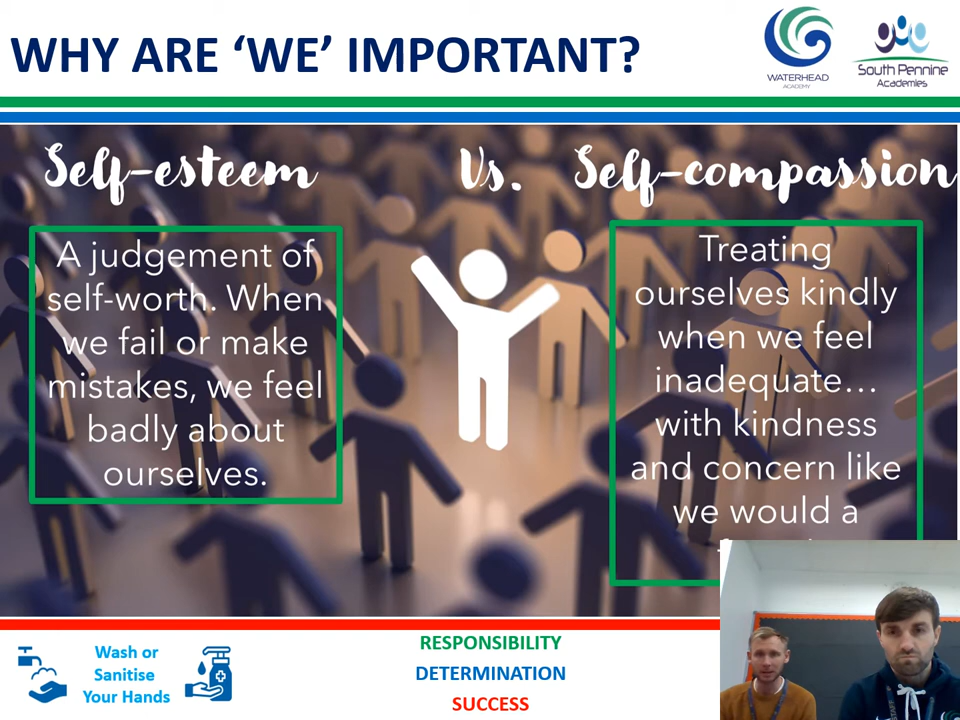 WHY ARE ‘WE’ IMPORTANT?
WATERHEAD
ACADEMY
South Pennine
Academies
Self-esteem
Vs.
Self-compassion
A judgement of
self-worth. When
we fail or make
mistakes, we feel
badly about
ourselves.
Treating
ourselves kindly
when we feel
inadequate...
with kindness
and concern like
we would a
Wash or
Sanitise
Your Hands
RESPONSIBILITY
DETERMINATION
SUCCESS